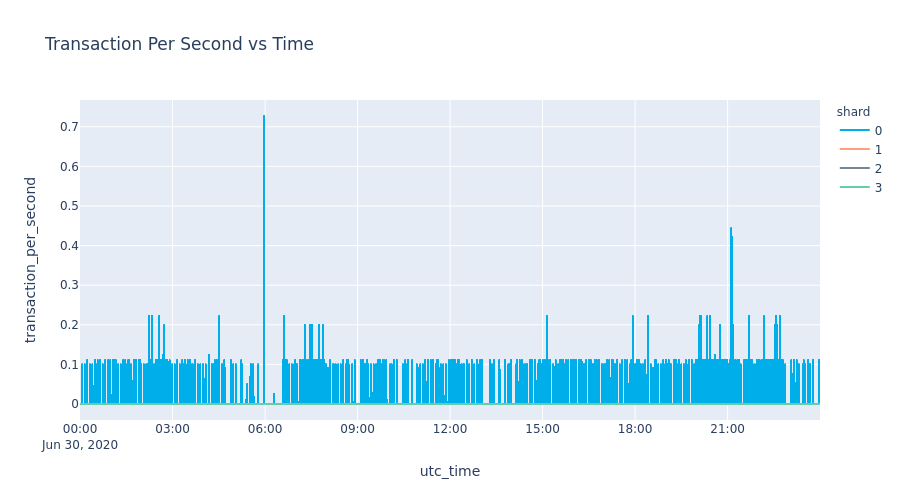 Transaction Per Second vs Time
shard
0
1
2
3
transaction_per_second
0.7
0.6
0.5
0.4
0.3
0.2
0.1
0
00:00 03:00 06:00 09:00 12:00 15:00 18:00 21:00
Jun 30, 2020
utc_time